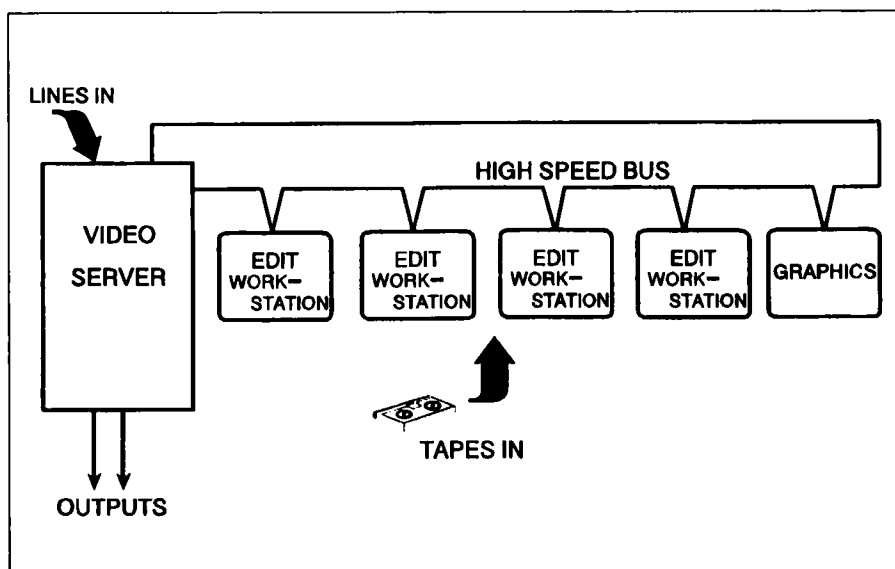 LINES IN
HIGH SPEED BUS
VIDEO
SERVER
EDIT
WORK-
STATION
EDIT
WORK-
STATION
EDIT
WORK-
STATION
EDIT
WORK-
STATION
GRAPHICS
TAPES IN
OUTPUTS